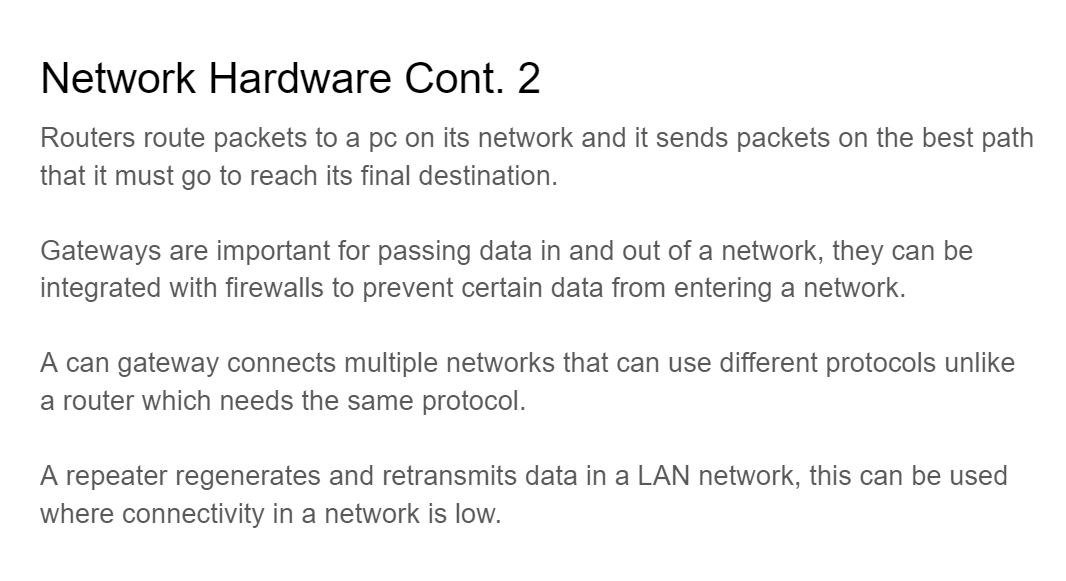 Network Hardware Cont. 2
Routers route packets to a pc on its network and it sends packets on the best path
that it must go to reach its final destination.
Gateways are important for passing data in and out of a network, they can be
integrated with firewalls to prevent certain data from entering a network.
A can gateway connects multiple networks that can use different protocols unlike
a router which needs the same protocol.
A repeater regenerates and retransmits data in a LAN network, this can be used
where connectivity in a network is low.